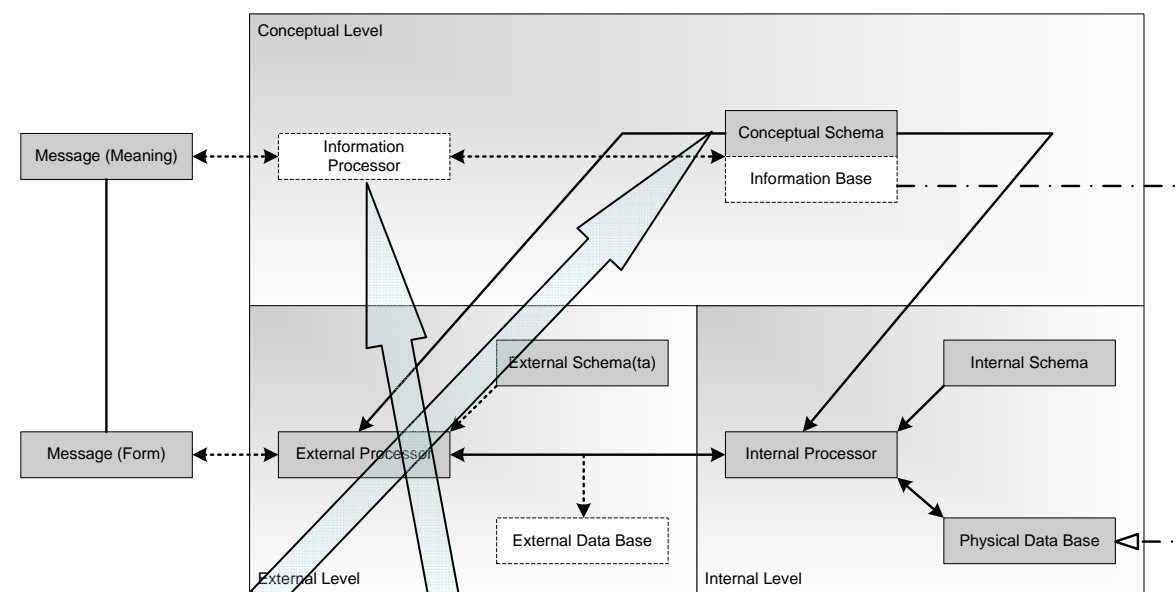 Conceptual Level
Message (Meaning)
Information
Processor
Conceptual Schema
Information Base
External Schema(ta)
Internal Schema
Message (Form)
External Processor
Internal Processor
External Data Base
Physical Data Base
External Level
Internal Level